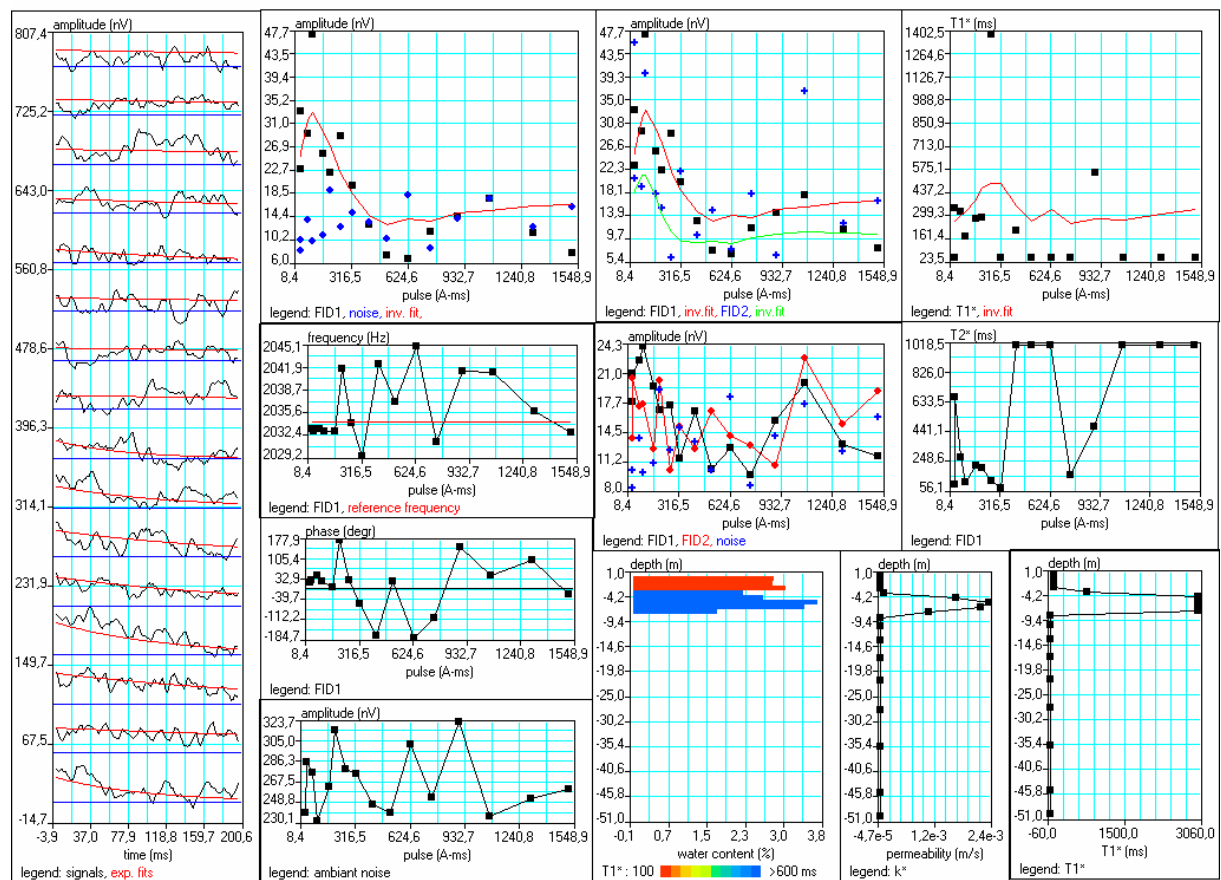 amplitude (nV)
807,4
725,2
643,0
560,8
478,6
396,3
314,1
231,9
149,7
67,5
-14,7
-3,9 37,0 77,9 118,8 159,7 200,6
time (ms)
legend: signals, exp. fits
amplitude (nV)
47,7
43,5
39,3
35,2
31,0
26,9
22,7
18,5
14,4
10,2
6,0
8,4 316,5 624,6 932,7 1240,8 1548,9
pulse (A-ms)
legend: FID1, noise, inv. fit,
amplitude (nV)
47,7
43,5
39,3
35,0
30,8
26,6
22,3
18,1
13,9
9,7
5,4
8,4 316,5 624,6 932,7 1240,8 1548,9
pulse (A-ms)
legend: FID1, inv.fit, FID2, inv.fit
T1* (ms)
1402,5
1264,6
1126,7
988,8
850,9
713,0
575,1
437,2
299,3
161,4
23,5
8,4 316,5 624,6 932,7 1240,8 1548,9
pulse (A-ms)
legend: T1*, inv.fit
frequency (Hz)
2045,1
2041,9
2038,7
2035,6
2032,4
2029,2
8,4 316,5 624,6 932,7 1240,8 1548,9
pulse (A-ms)
legend: FID1, reference frequency
amplitude (nV)
24,3
21,0
17,7
14,5
11,2
8,0
8,4 316,5 624,6 932,7 1240,8 1548,9
pulse (A-ms)
legend: FID1, FID2, noise
T2* (ms)
1018,5
826,0
633,5
441,1
248,6
56,1
8,4 316,5 624,6 932,7 1240,8 1548,9
pulse (A-ms)
legend: FID1
phase (degr)
177,9
105,4
32,9
-39,7
-112,2
-184,7
8,4 316,5 624,6 932,7 1240,8 1548,9
pulse (A-ms)
legend: FID1
amplitude (nV)
323,7
305,0
286,3
267,5
248,8
230,1
8,4 316,5 624,6 932,7 1240,8 1548,9
pulse (A-ms)
legend: ambiant noise
depth (m)
1,0
-4,2
-9,4
-14,6
-19,8
-25,0
-30,2
-35,4
-40,6
-45,8
-51,0
-0,1 0,7 1,5 2,3 3,0 3,8
water content (%)
T1* : 100 >600 ms
depth (m)
1,0
-4,2
-9,4
-14,6
-19,8
-25,0
-30,2
-35,4
-40,6
-45,8
-51,0
-4,7e-5 1,2e-3 2,4e-3
permeability (m/s)
legend: k*
depth (m)
1,0
-4,2
-9,4
-14,8
-19,8
-25,0
-30,2
-35,4
-40,6
-45,8
-51,0
-60,0 1500,0 3060,0
T1* (ms)
legend: T1*